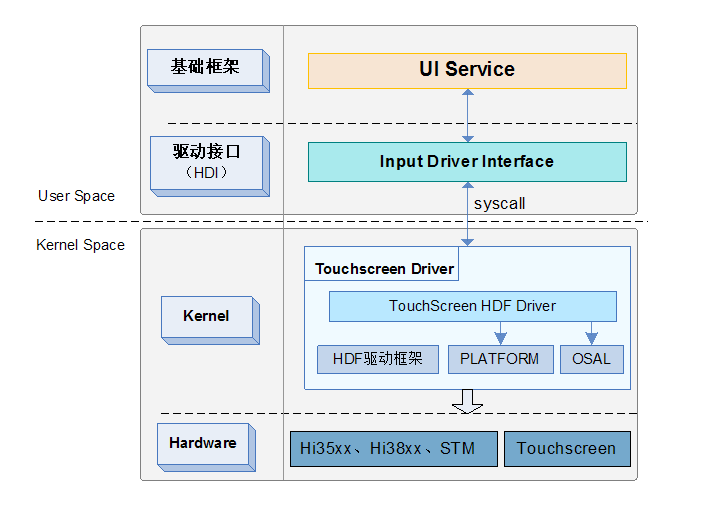 基础框架
UI Service
驱动接口
（HDI）
Input Driver Interface
User Space
syscall
Kernel Space
Touchscreen Driver
TouchScreen HDF Driver
Kernel
HDF驱动框架
PLATFORM
OSAL
Hardware
Hi35xx、Hi38xx、STM
Touchscreen